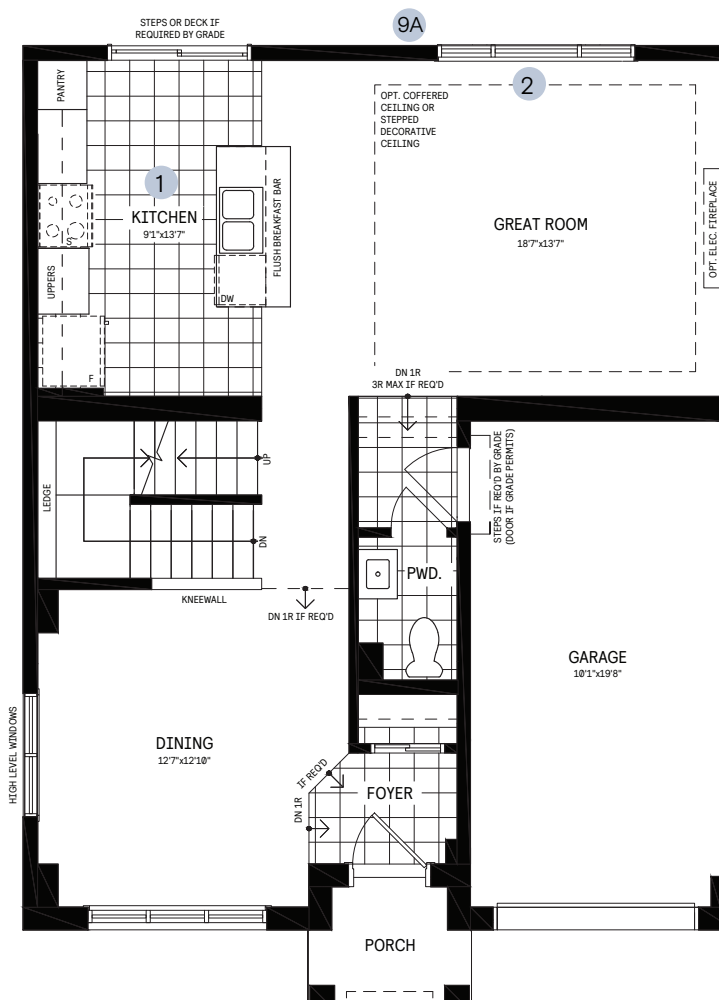 STEPS OR DECK IF
REQUIRED BY GRADE
9A
2
PANTRY
OPT. COFFERED
CEILING OR
STEPPED
DECORATIVE
CEILING
1
KITCHEN
9'1"x13'7"
S
UPPERS
FLUSH BREAKFAST BAR
DW
F
GREAT ROOM
18'7"x13'7"
OPT. ELEC. FIREPLACE
DN 1R
3R MAX IF REQ'D
LEDGE
UP
DN
STEPS IF REQ'D BY GRADE
(DOOR IF GRADE PERMITS)
PWD.
KNEEWALL
DN 1R IF REQ'D
GARAGE
10'1"x19'8"
HIGH LEVEL WINDOWS
DINING
12'7"x12'10"
IF REQ'D
DN 1R
FOYER
PORCH